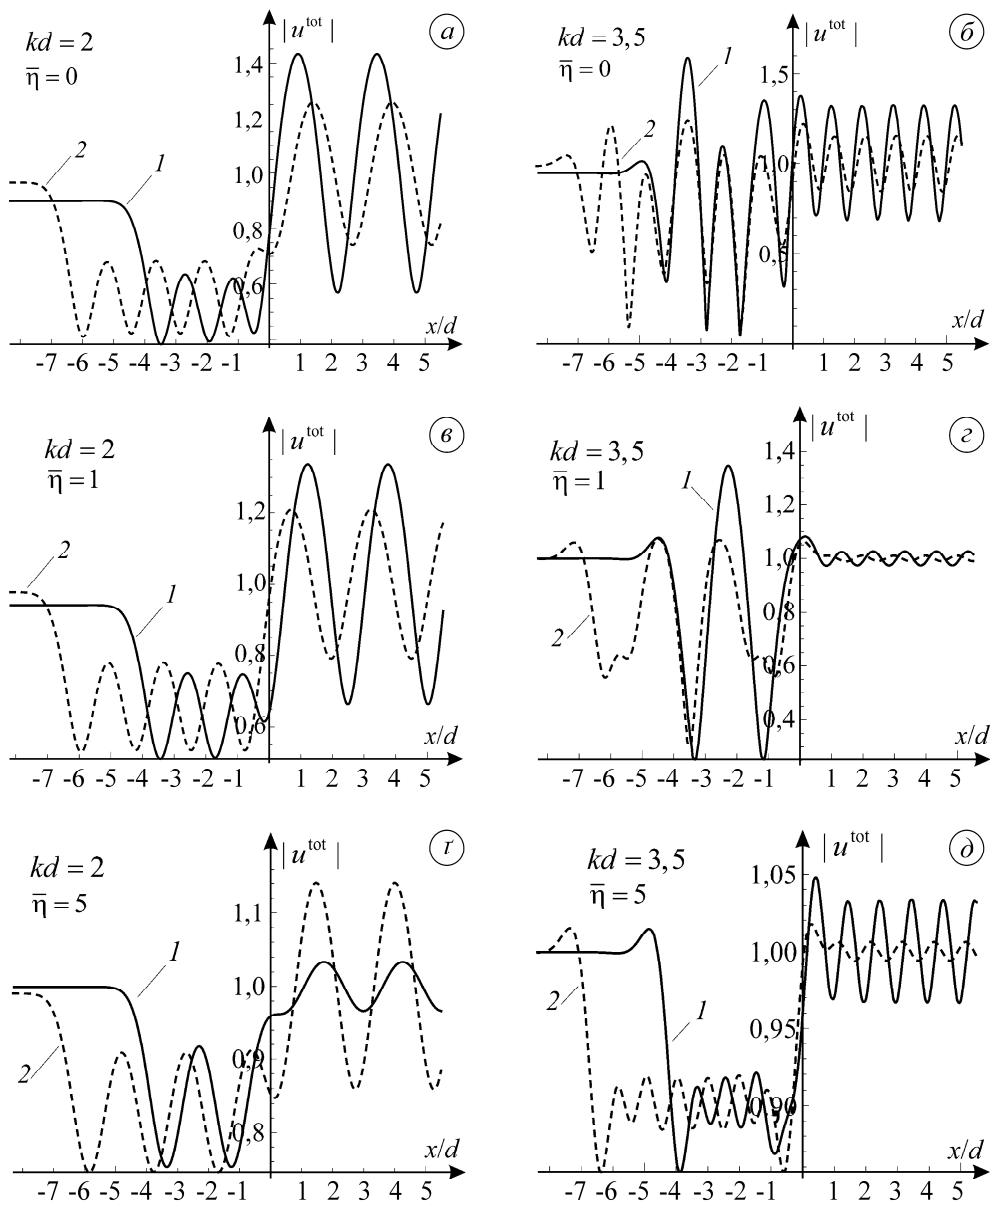 kd = 2
η̅ = 0
|u^tot|
а
1,4
1,2
1,0
0,8
0,6
2
1
x/d
-7 -6 -5 -4 -3 -2 -1 1 2 3 4 5
kd = 3,5
η̅ = 0
|u^tot|
б
1,5
1,0
0,5
2
1
x/d
-7 -6 -5 -4 -3 -2 -1 1 2 3 4 5
kd = 2
η̅ = 1
|u^tot|
в
1,2
1,0
0,8
0,6
2
1
x/d
-7 -6 -5 -4 -3 -2 -1 1 2 3 4 5
kd = 3,5
η̅ = 1
|u^tot|
г
1,4
1,2
1,0
0,8
0,6
0,4
1
2
x/d
-7 -6 -5 -4 -3 -2 -1 1 2 3 4 5
kd = 2
η̅ = 5
|u^tot|
ґ
1,1
1,0
0,9
0,8
1
2
x/d
-7 -6 -5 -4 -3 -2 -1 1 2 3 4 5
kd = 3,5
η̅ = 5
|u^tot|
д
1,05
1,00
0,95
0,90
2
1
x/d
-7 -6 -5 -4 -3 -2 -1 1 2 3 4 5